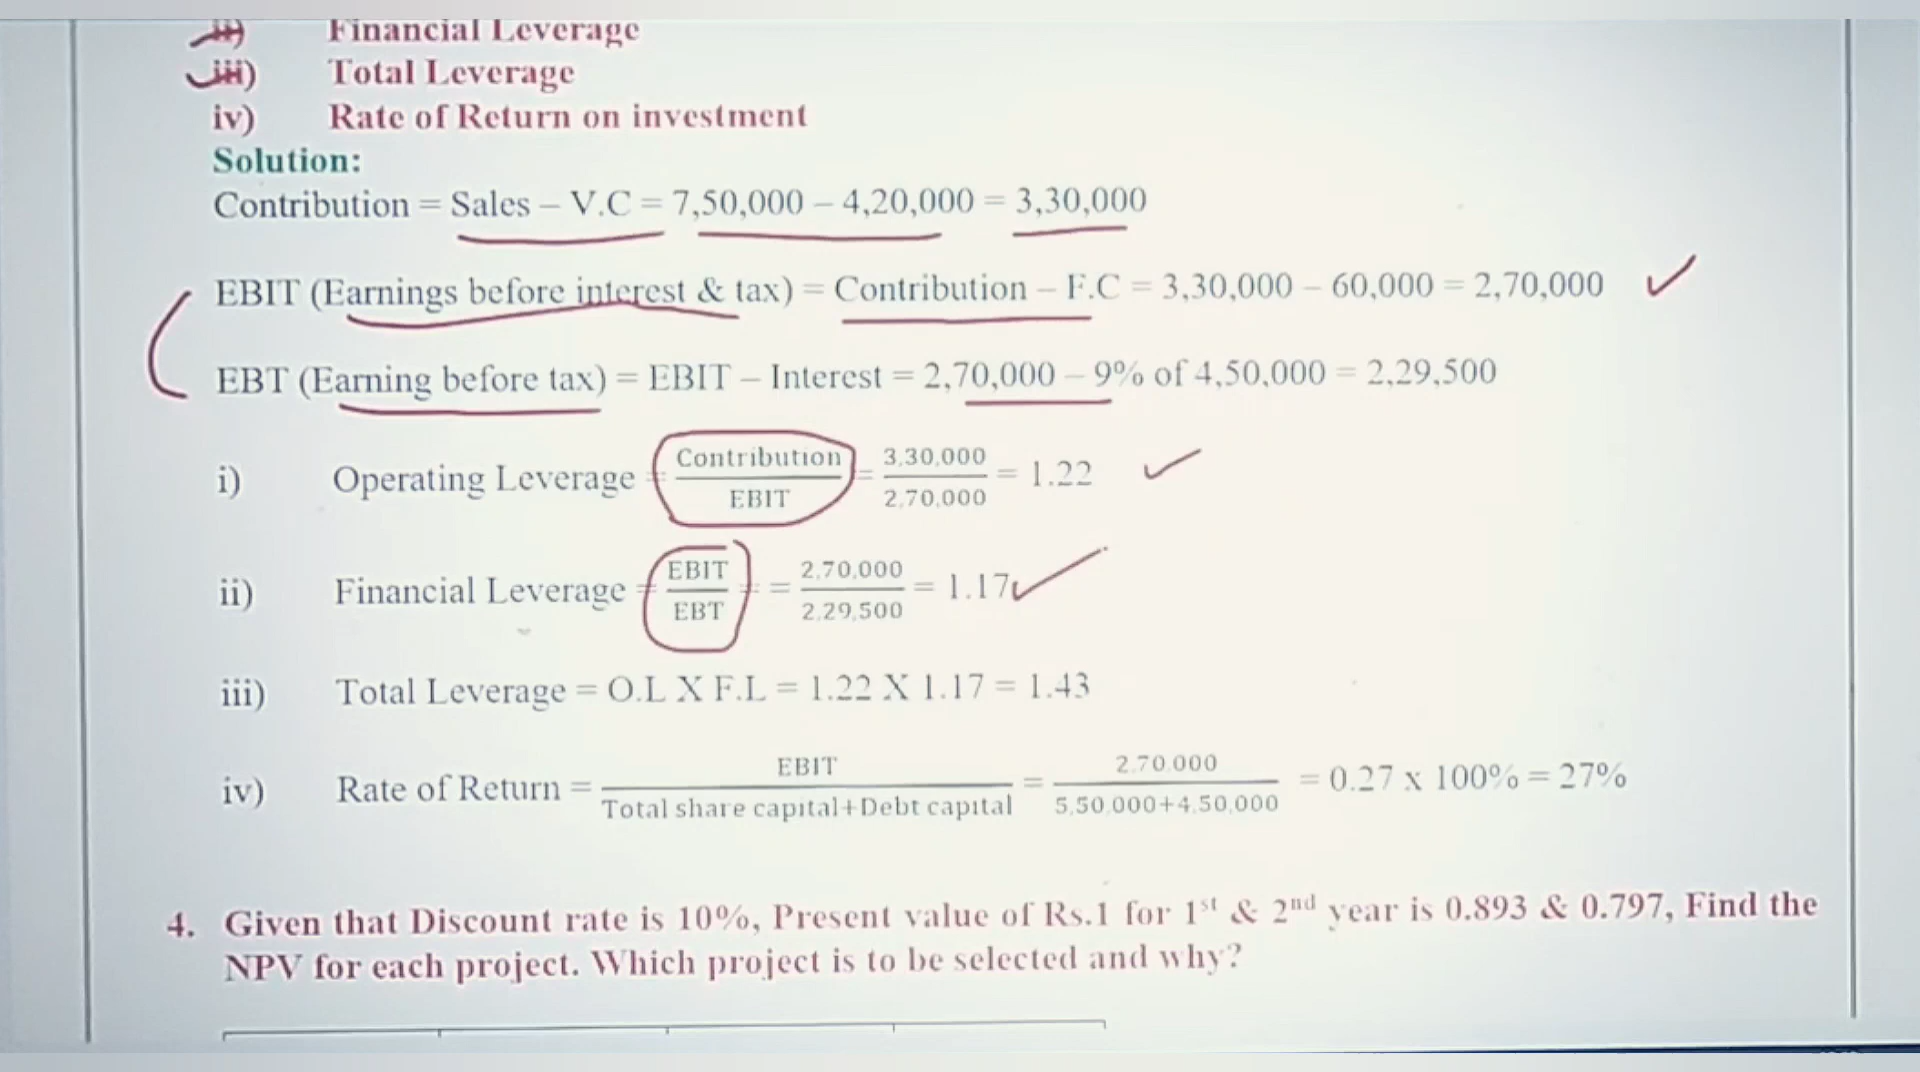 ii) Financial Leverage
iii) Total Leverage
iv) Rate of Return on investment
Solution:
Contribution = Sales – V.C = 7,50,000 – 4,20,000 = 3,30,000
EBIT (Earnings before interest & tax) = Contribution – F.C = 3,30,000 – 60,000 = 2,70,000
EBT (Earning before tax) = EBIT – Interest = 2,70,000 – 9% of 4,50,000 = 2,29,500
i) Operating Leverage = Contribution / EBIT = 3,30,000 / 2,70,000 = 1.22
ii) Financial Leverage = EBIT / EBT = = 2,70,000 / 2,29,500 = 1.17
iii) Total Leverage = O.L X F.L = 1.22 X 1.17 = 1.43
iv) Rate of Return = EBIT / Total share capital+Debt capital = 2,70,000 / 5,50,000+4,50,000 = 0.27 x 100% = 27%
4. Given that Discount rate is 10%, Present value of Rs.1 for 1st & 2nd year is 0.893 & 0.797, Find the
NPV for each project. Which project is to be selected and why?